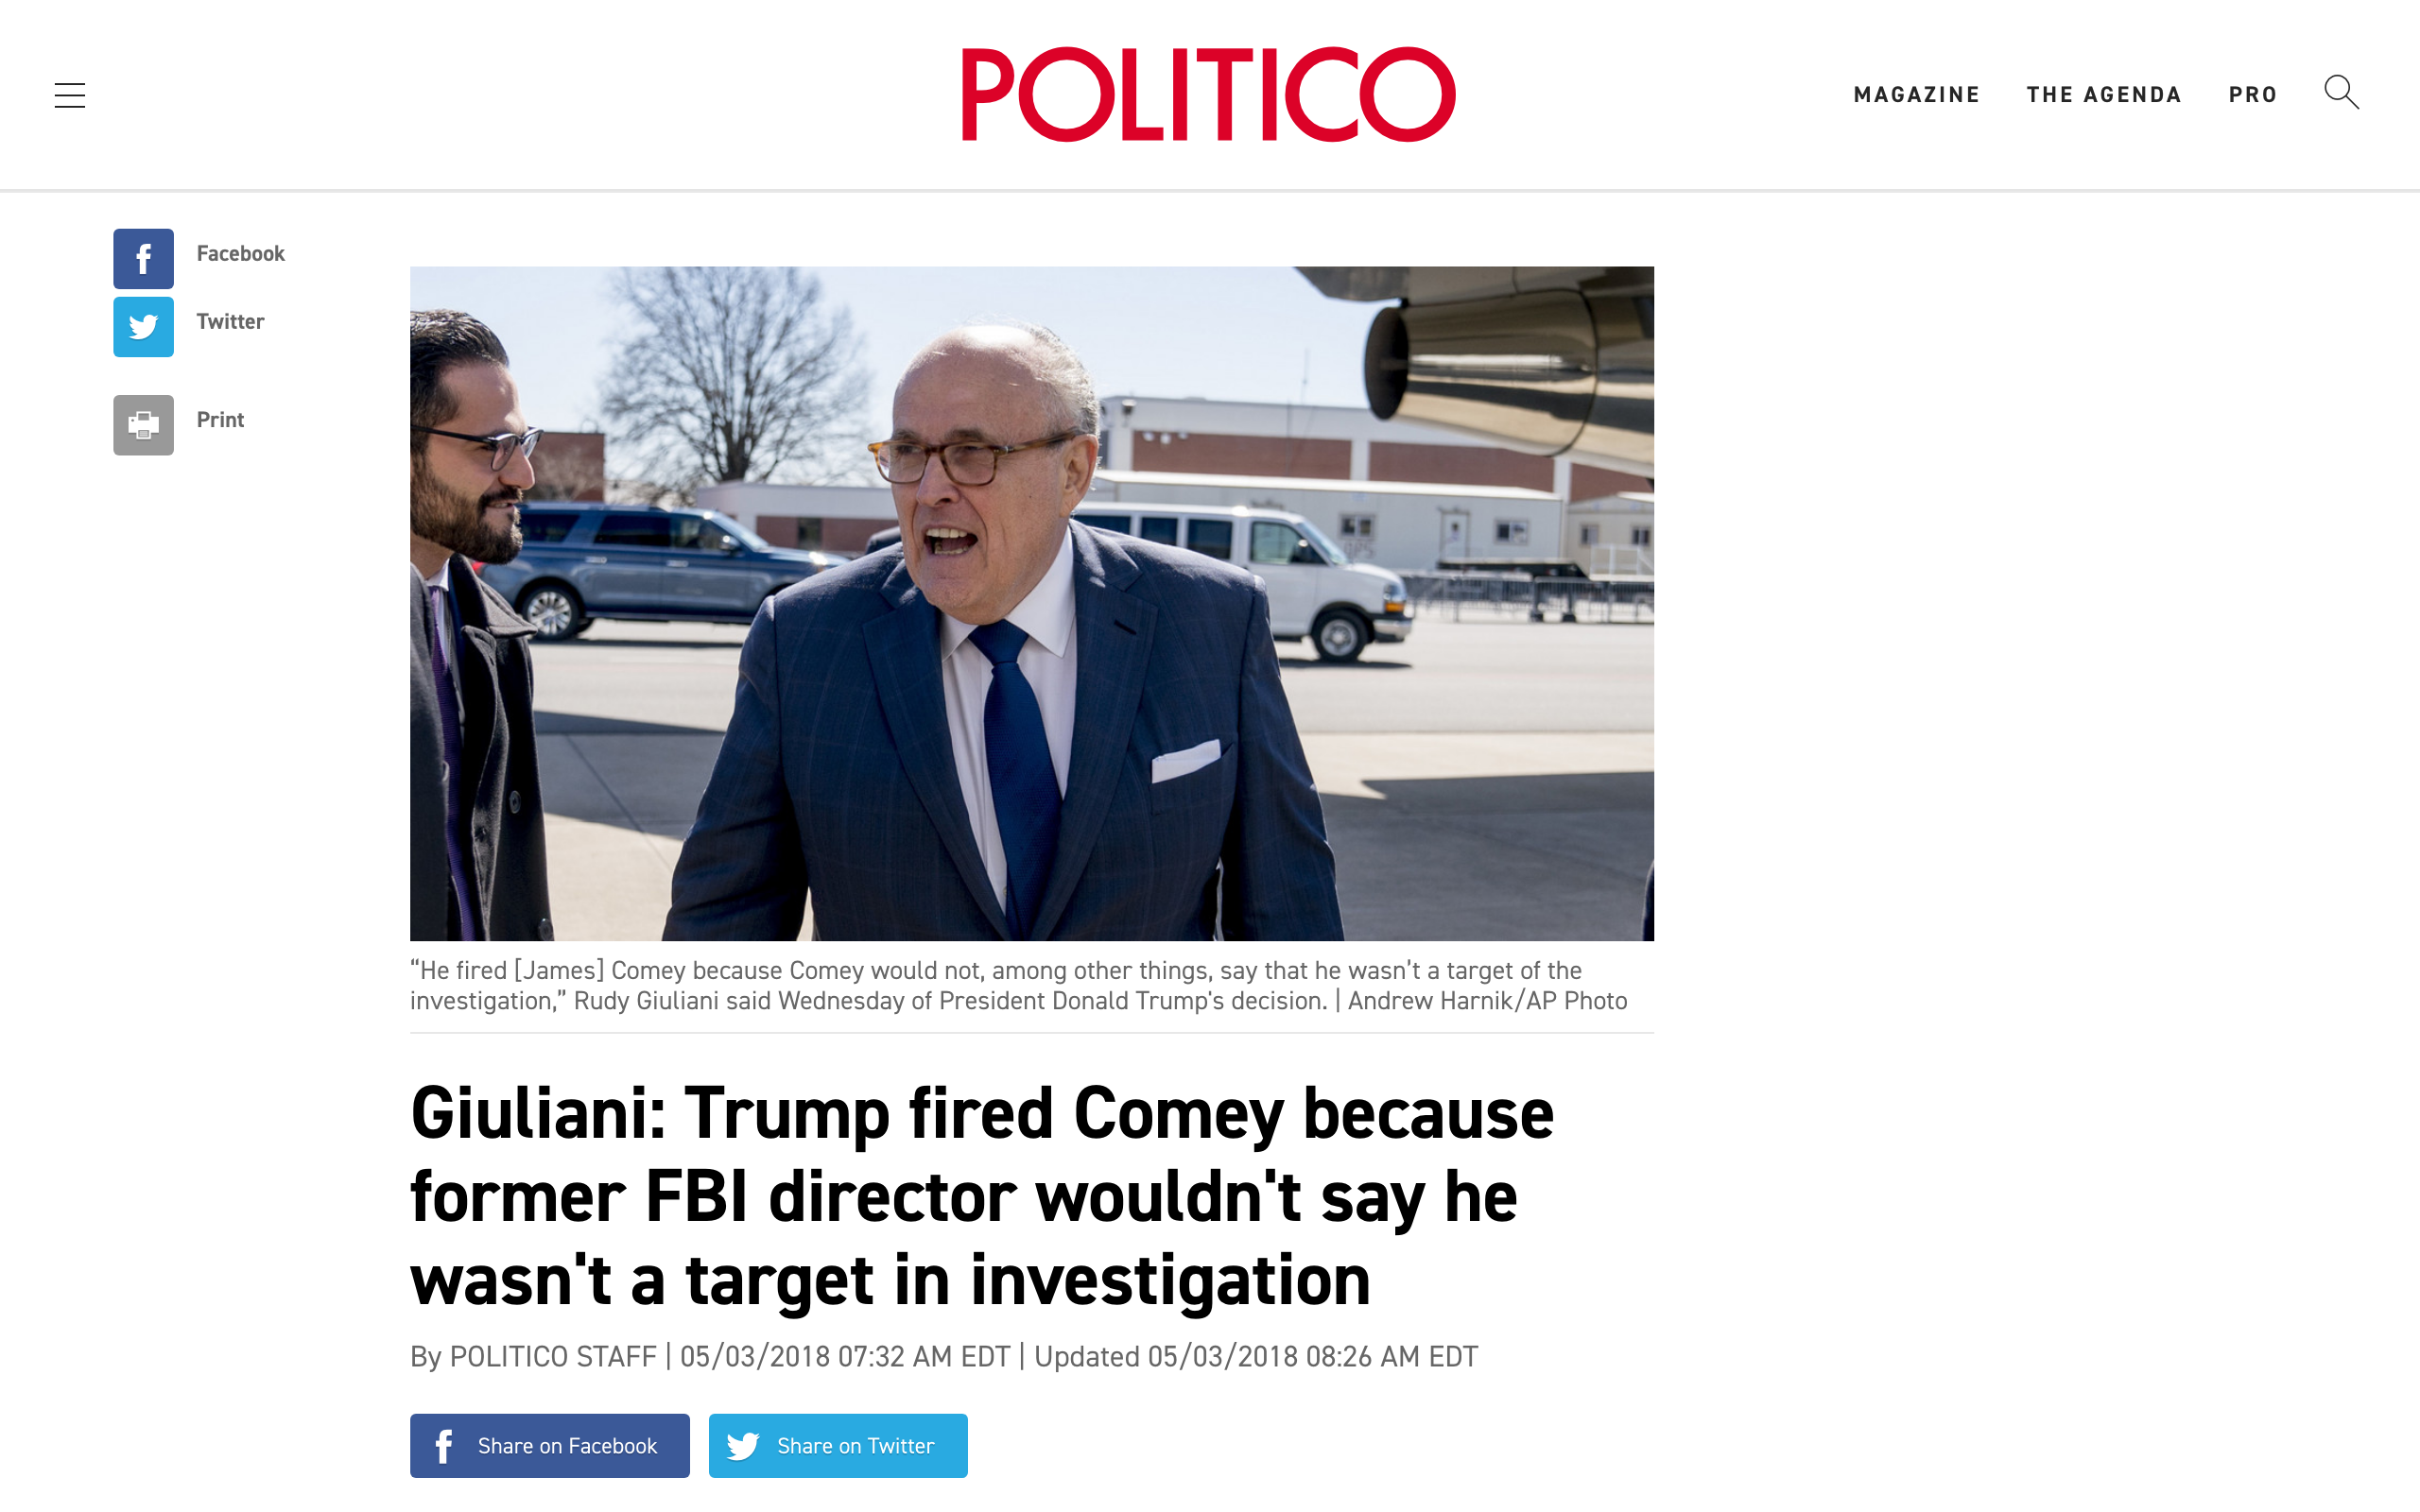 POLITICO
MAGAZINE THE AGENDA PRO
Facebook
Twitter
Print
“He fired [James] Comey because Comey would not, among other things, say that he wasn’t a target of the
investigation,” Rudy Giuliani said Wednesday of President Donald Trump's decision. | Andrew Harnik/AP Photo
Giuliani: Trump fired Comey because
former FBI director wouldn't say he
wasn't a target in investigation
By POLITICO STAFF | 05/03/2018 07:32 AM EDT | Updated 05/03/2018 08:26 AM EDT
Share on Facebook Share on Twitter